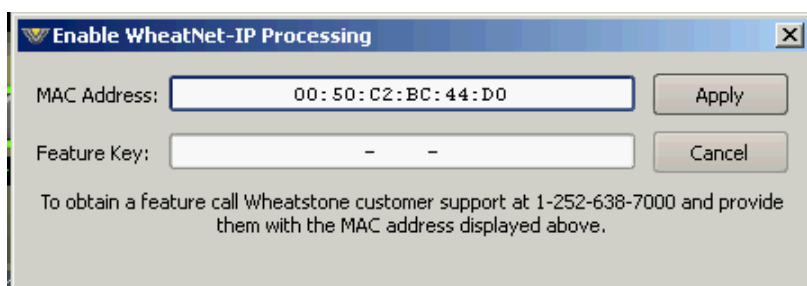 Enable WheatNet-IP Processing
MAC Address: 00:50:C2:BC:44:D0 Apply
Feature Key: - - Cancel
To obtain a feature call Wheatstone customer support at 1-252-638-7000 and provide
them with the MAC address displayed above.